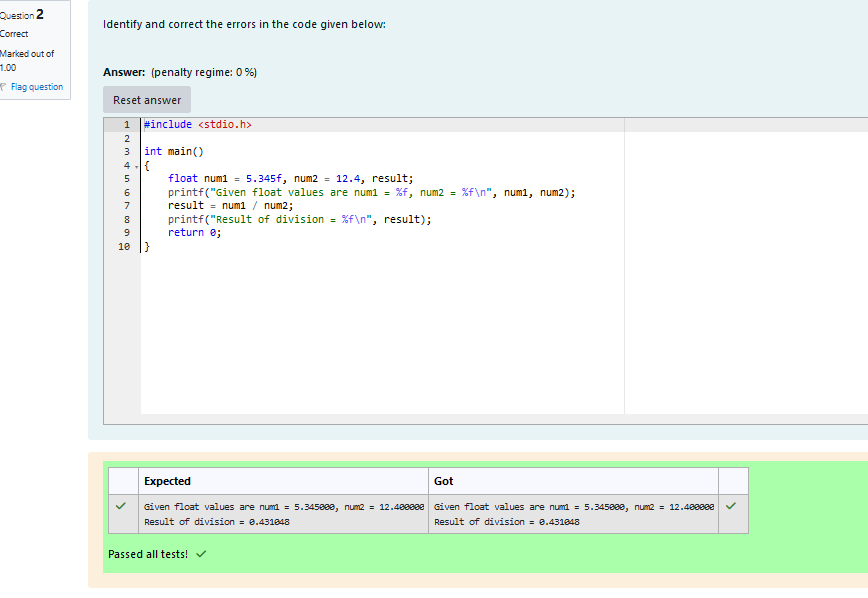 Question 2
Correct
Marked out of
1.00
Flag question
Identify and correct the errors in the code given below:
Answer: (penalty regime: 0 %)
Reset answer
1 #include <stdio.h>
2
3 int main()
4 {
5 float num1 = 5.345f, num2 = 12.4, result;
6 printf("Given float values are num1 = %f, num2 = %f\n", num1, num2);
7 result = num1 / num2;
8 printf("Result of division = %f\n", result);
9 return 0;
10 }
Expected Got
Given float values are num1 = 5.345000, num2 = 12.400000 Given float values are num1 = 5.345000, num2 = 12.400000
Result of division = 0.431048 Result of division = 0.431048
Passed all tests!